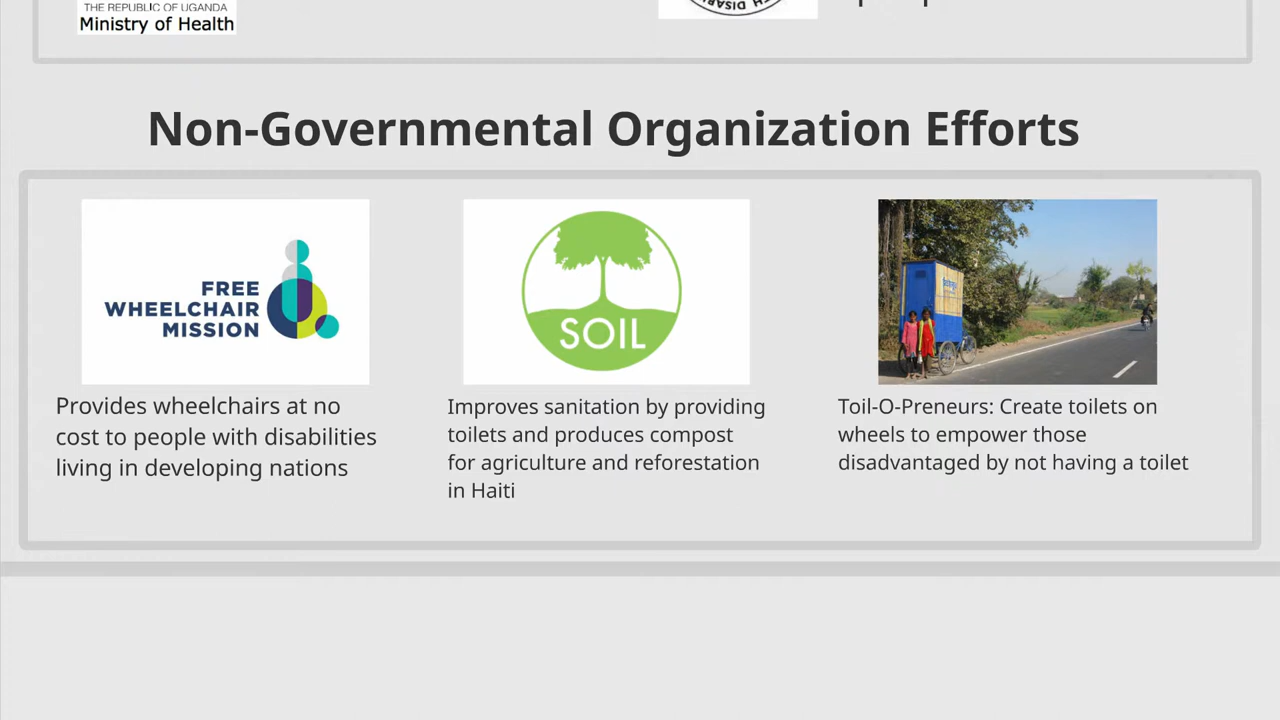 THE REPUBLIC OF UGANDA
Ministry of Health
Non-Governmental Organization Efforts
FREE
WHEELCHAIR
MISSION
SOIL
Provides wheelchairs at no
cost to people with disabilities
living in developing nations
Improves sanitation by providing
toilets and produces compost
for agriculture and reforestation
in Haiti
Toil-O-Preneurs: Create toilets on
wheels to empower those
disadvantaged by not having a toilet